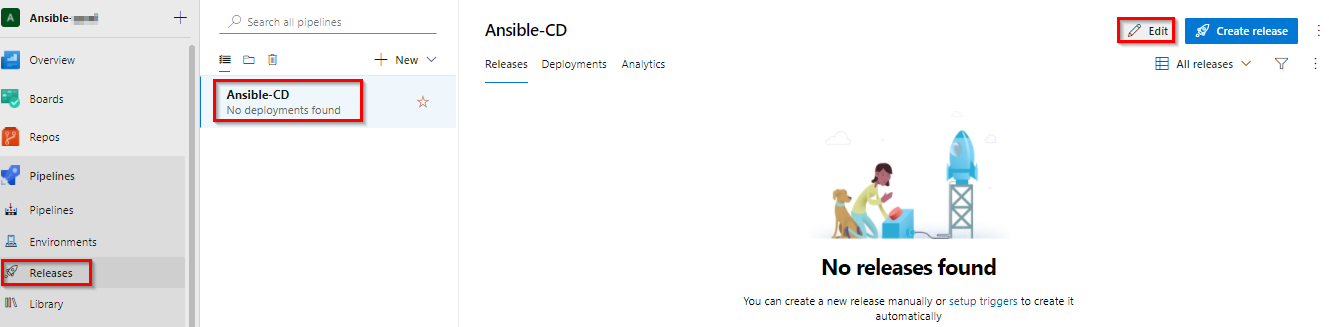 A
Ansible-
Overview
Boards
Repos
Pipelines
Pipelines
Environments
Releases
Library
Search all pipelines
New
Ansible-CD
No deployments found
Ansible-CD
Edit
Create release
Releases Deployments Analytics
All releases
No releases found
You can create a new release manually or setup triggers to create it
automatically